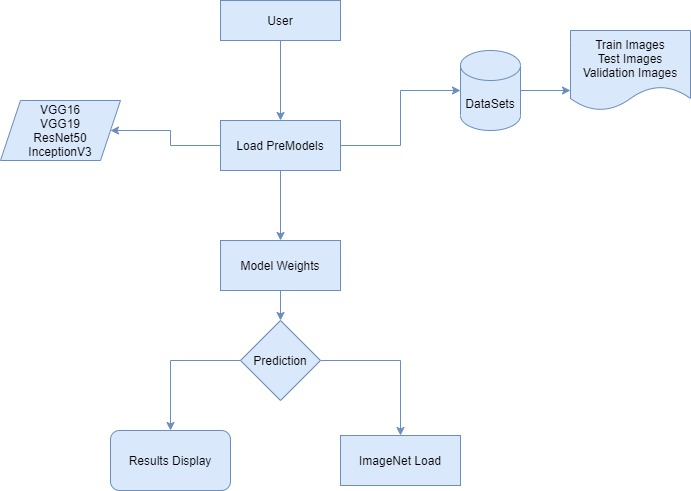 User
Train Images
Test Images
Validation Images
DataSets
VGG16
VGG19
ResNet50
InceptionV3
Load PreModels
Model Weights
Prediction
Results Display
ImageNet Load